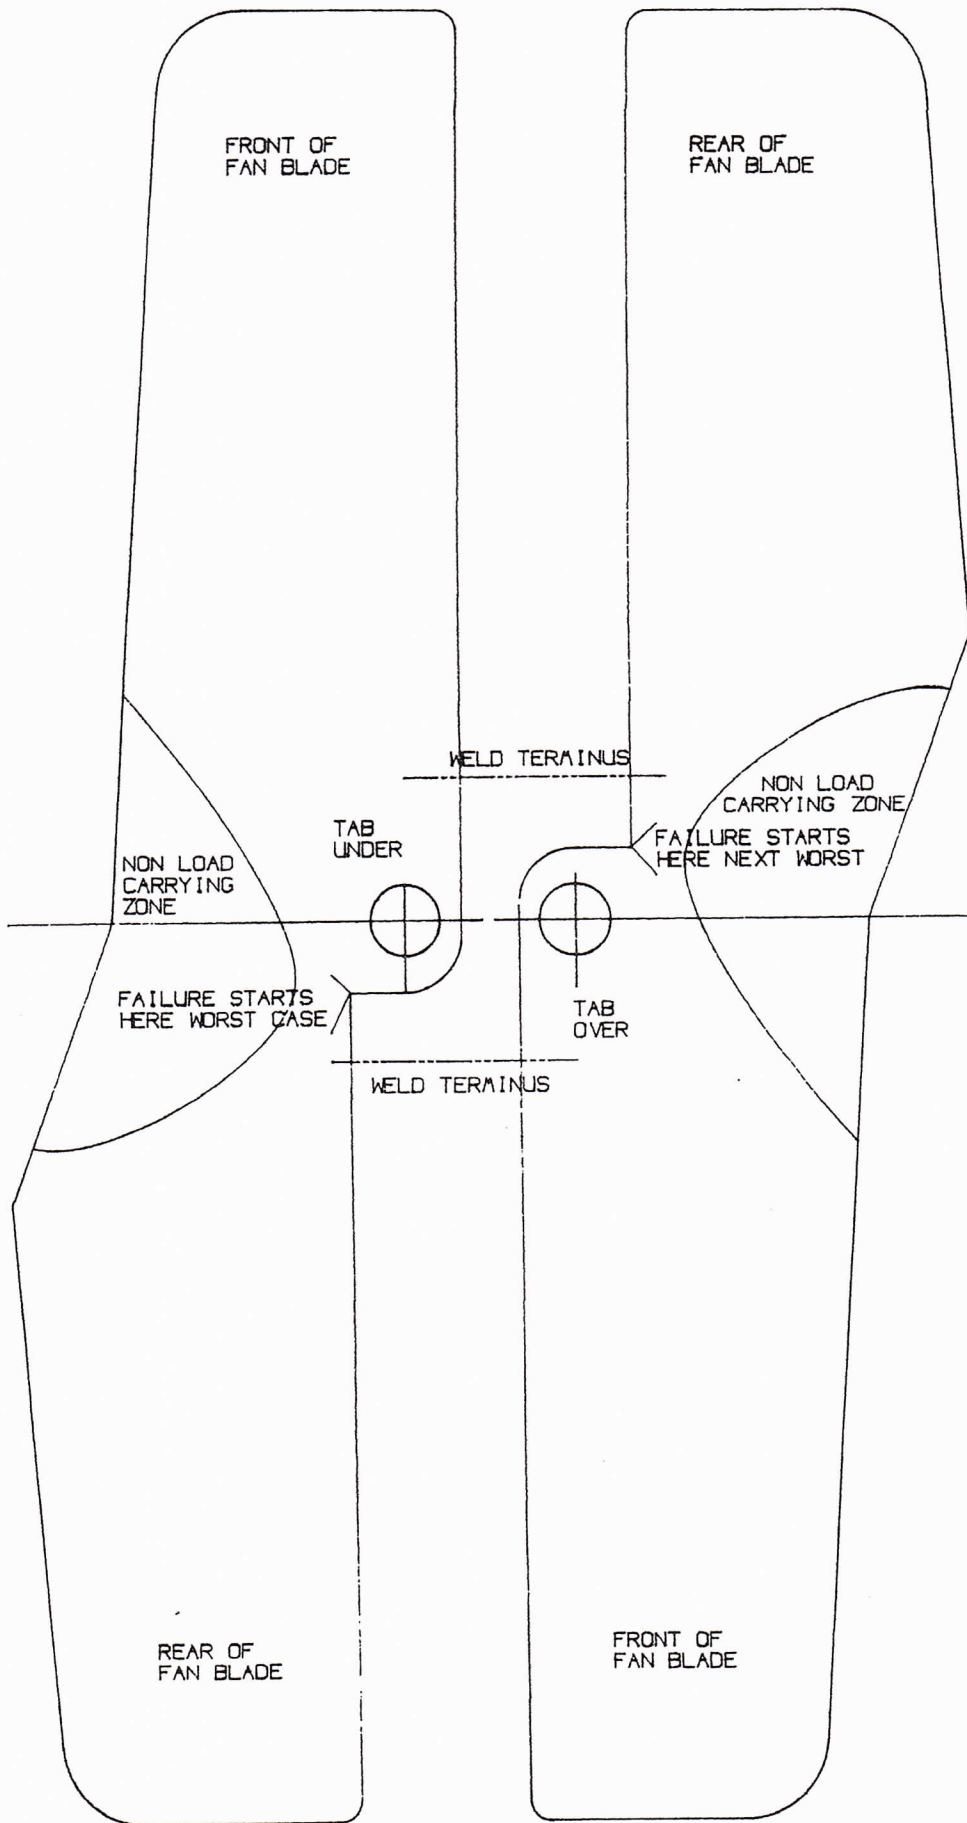 FRONT OF
FAN BLADE
REAR OF
FAN BLADE
WELD TERMINUS
NON LOAD
CARRYING ZONE
TAB
UNDER
FAILURE STARTS
HERE NEXT WORST
NON LOAD
CARRYING
ZONE
FAILURE STARTS
HERE WORST CASE
TAB
OVER
WELD TERMINUS
REAR OF
FAN BLADE
FRONT OF
FAN BLADE